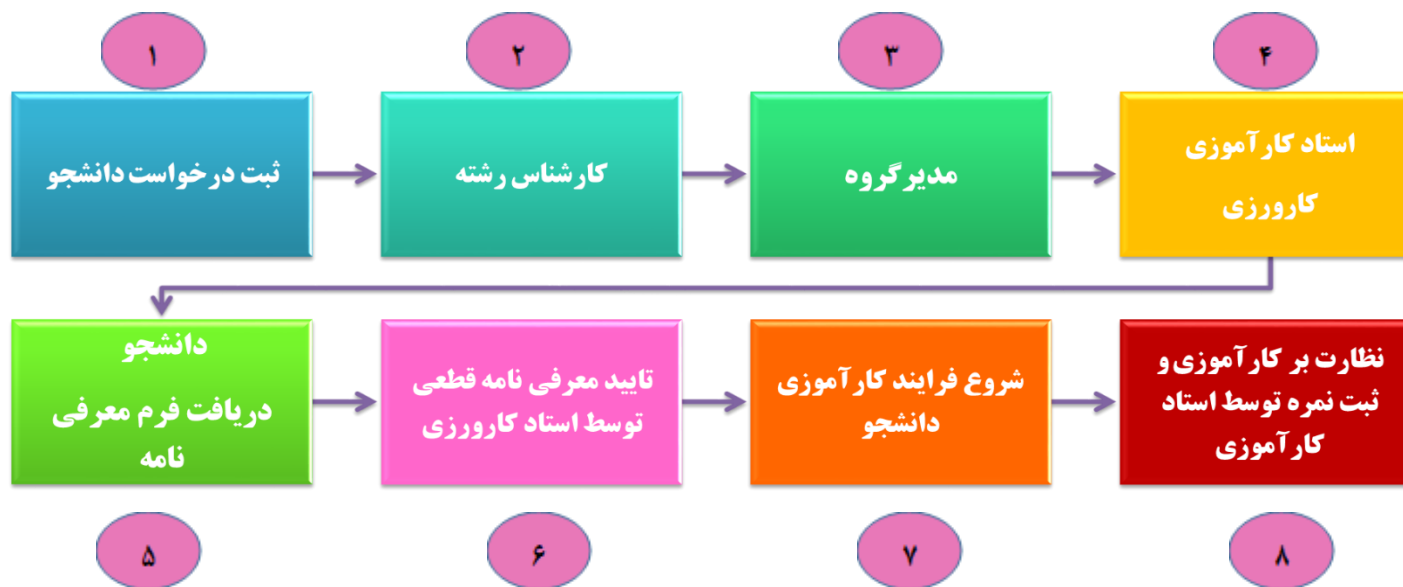 ۱
ثبت درخواست دانشجو
۲
کارشناس رشته
۳
مدیرگروه
۴
استاد کارآموزی
کارورزی
دانشجو
دریافت فرم معرفی
نامه
۵
تایید معرفی نامه قطعی
توسط استاد کارورزی
۶
شروع فرایند کارآموزی
دانشجو
۷
نظارت بر کارآموزی و
ثبت نمره توسط استاد
کارآموزی
۸